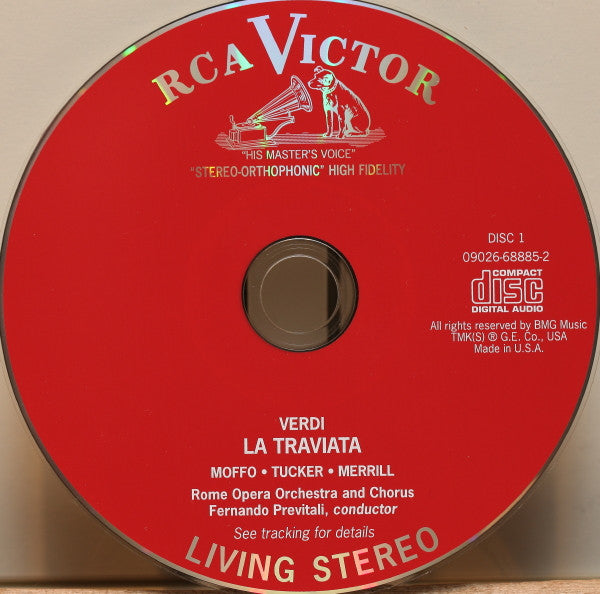 RCA VICTOR
"HIS MASTER'S VOICE"
"STEREO-ORTHOPHONIC" HIGH FIDELITY
DISC 1
09026-68885-2
COMPACT
disc
DIGITAL AUDIO
All rights reserved by BMG Music
TMK(S) ® G.E. Co., USA
Made in U.S.A.
VERDI
LA TRAVIATA
MOFFO • TUCKER • MERRILL
Rome Opera Orchestra and Chorus
Fernando Previtali, conductor
See tracking for details
LIVING STEREO